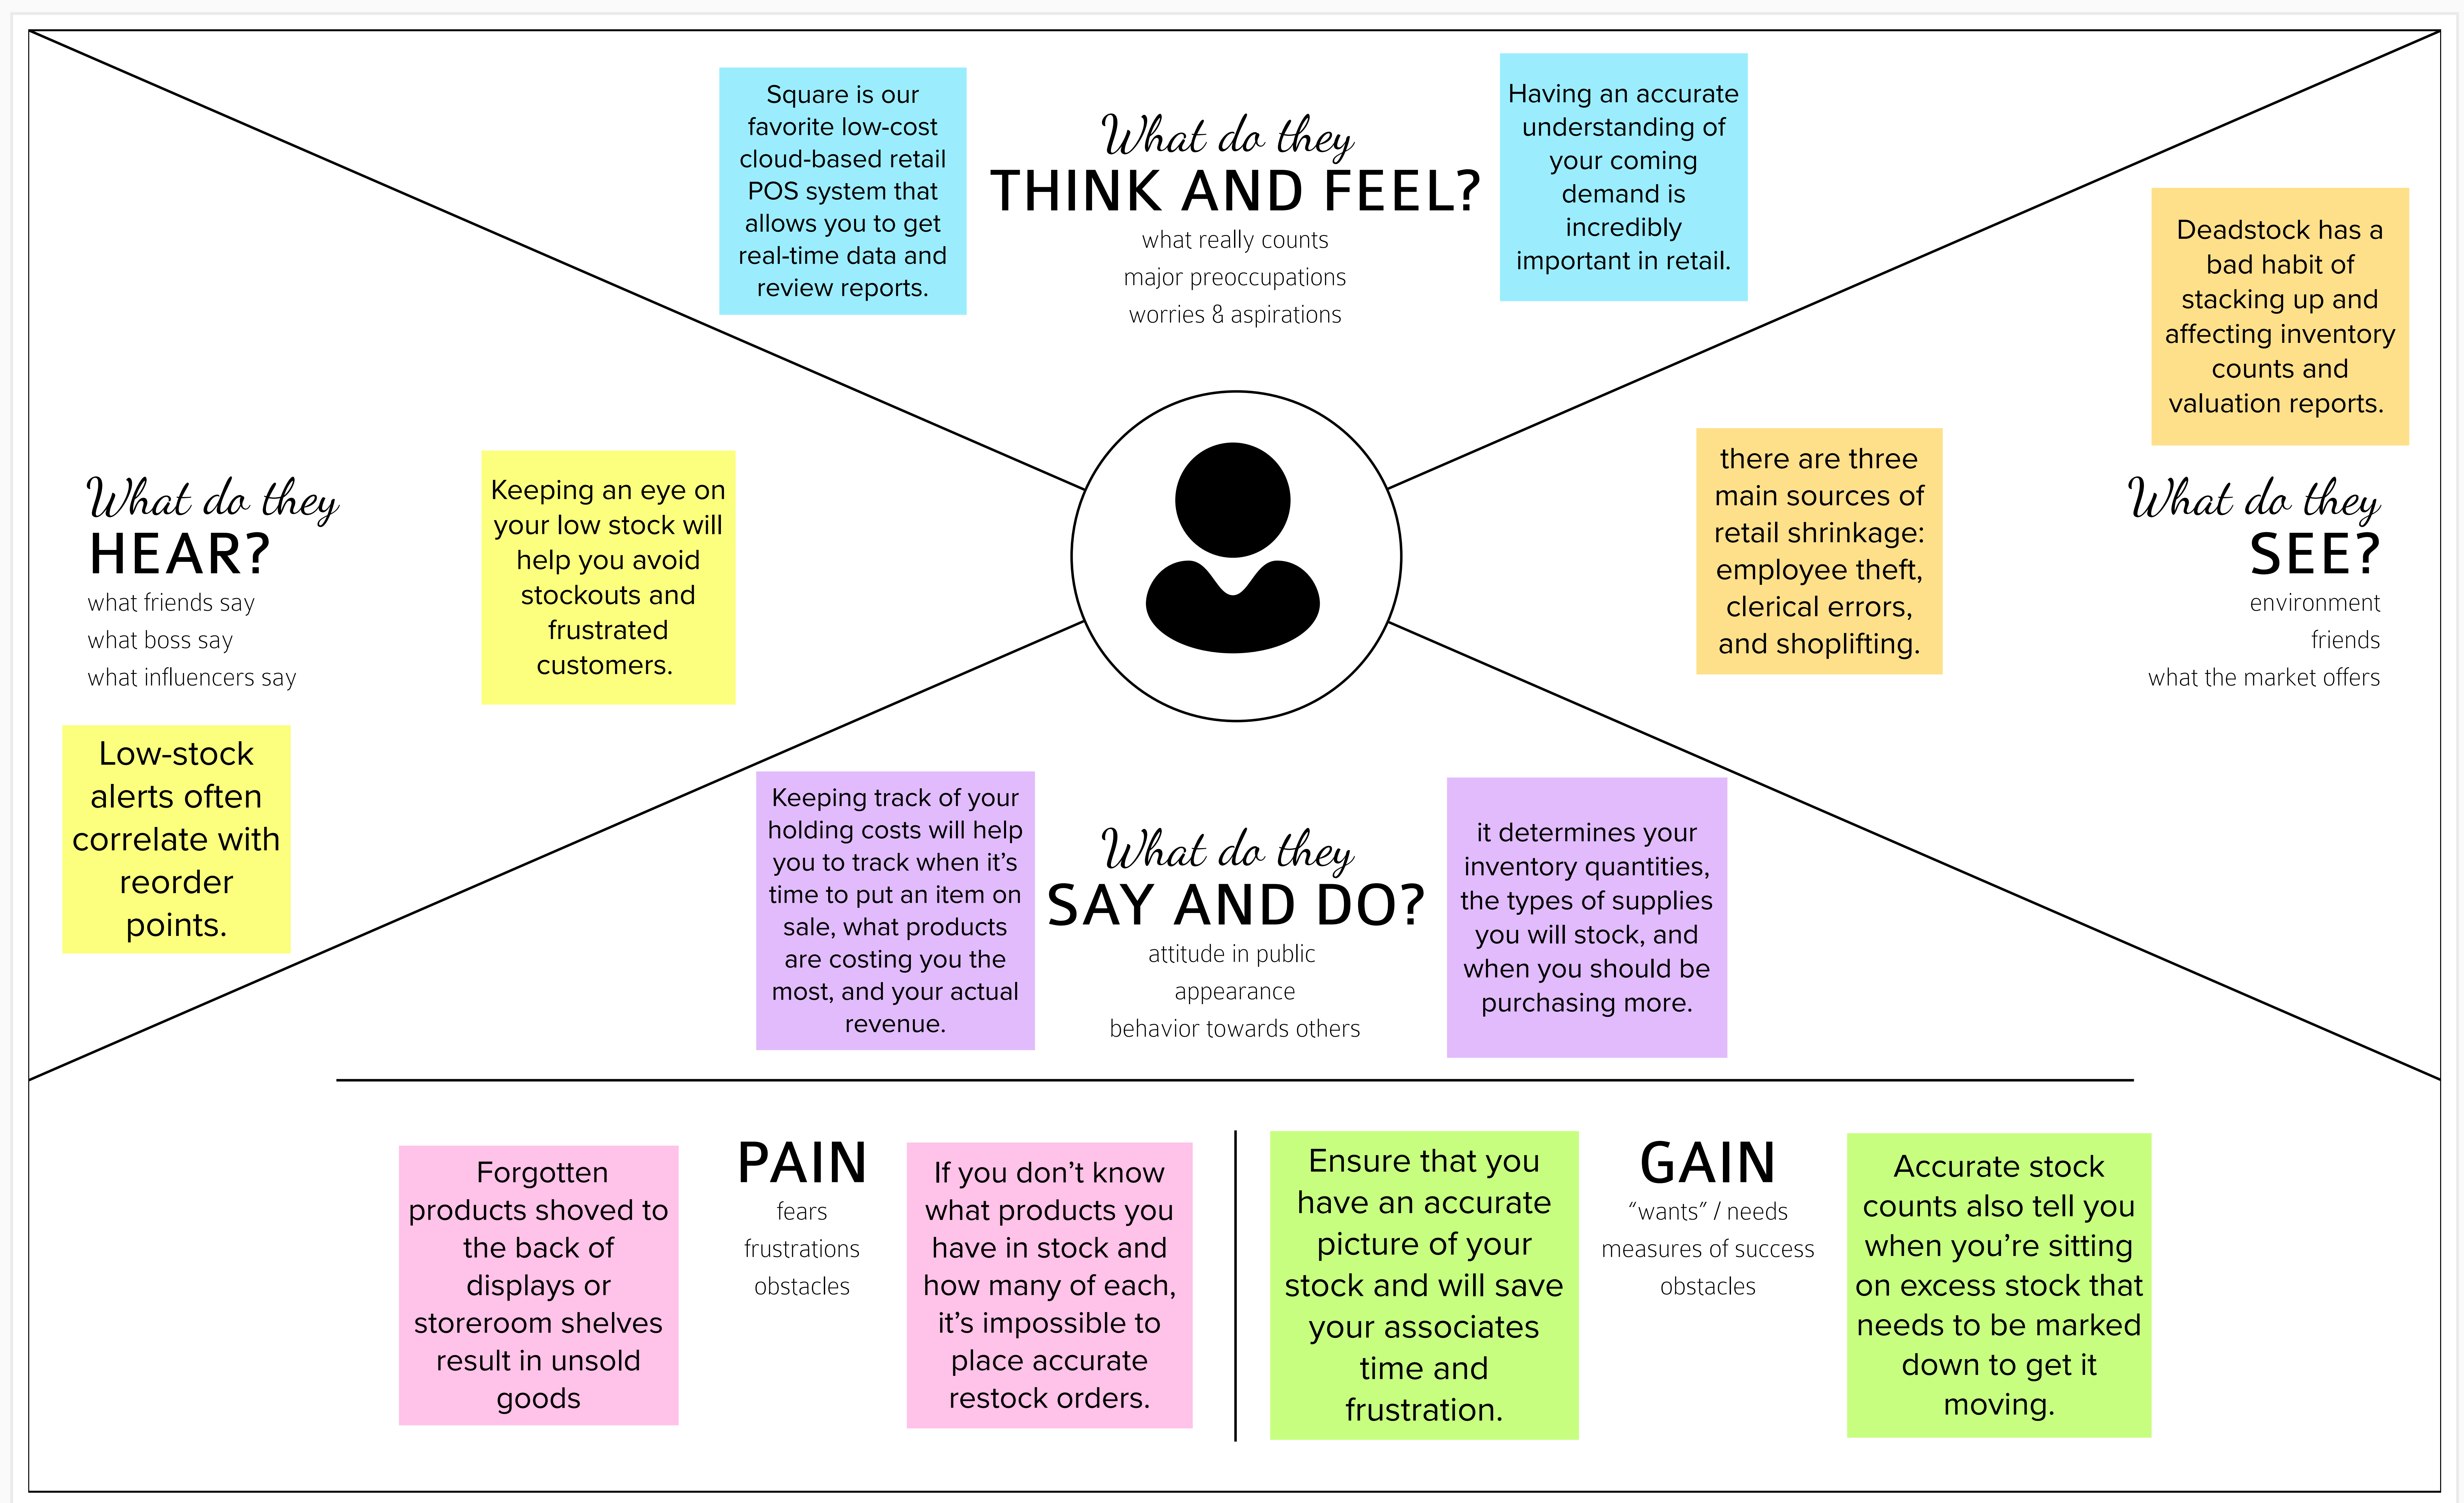 Square is our
favorite low-cost
cloud-based retail
POS system that
allows you to get
real-time data and
review reports.
What do they
THINK AND FEEL?
what really counts
major preoccupations
worries & aspirations
Having an accurate
understanding of
your coming
demand is
incredibly
important in retail.
What do they
HEAR?
what friends say
what boss say
what influencers say
Keeping an eye on
your low stock will
help you avoid
stockouts and
frustrated
customers.
Low-stock
alerts often
correlate with
reorder
points.
Deadstock has a
bad habit of
stacking up and
affecting inventory
counts and
valuation reports.
there are three
main sources of
retail shrinkage:
employee theft,
clerical errors,
and shoplifting.
What do they
SEE?
environment
friends
what the market offers
Keeping track of your
holding costs will help
you to track when it’s
time to put an item on
sale, what products
are costing you the
most, and your actual
revenue.
What do they
SAY AND DO?
attitude in public
appearance
behavior towards others
it determines your
inventory quantities,
the types of supplies
you will stock, and
when you should be
purchasing more.
Forgotten
products shoved to
the back of
displays or
storeroom shelves
result in unsold
goods
PAIN
fears
frustrations
obstacles
If you don’t know
what products you
have in stock and
how many of each,
it’s impossible to
place accurate
restock orders.
Ensure that you
have an accurate
picture of your
stock and will save
your associates
time and
frustration.
GAIN
“wants” / needs
measures of success
obstacles
Accurate stock
counts also tell you
when you’re sitting
on excess stock that
needs to be marked
down to get it
moving.